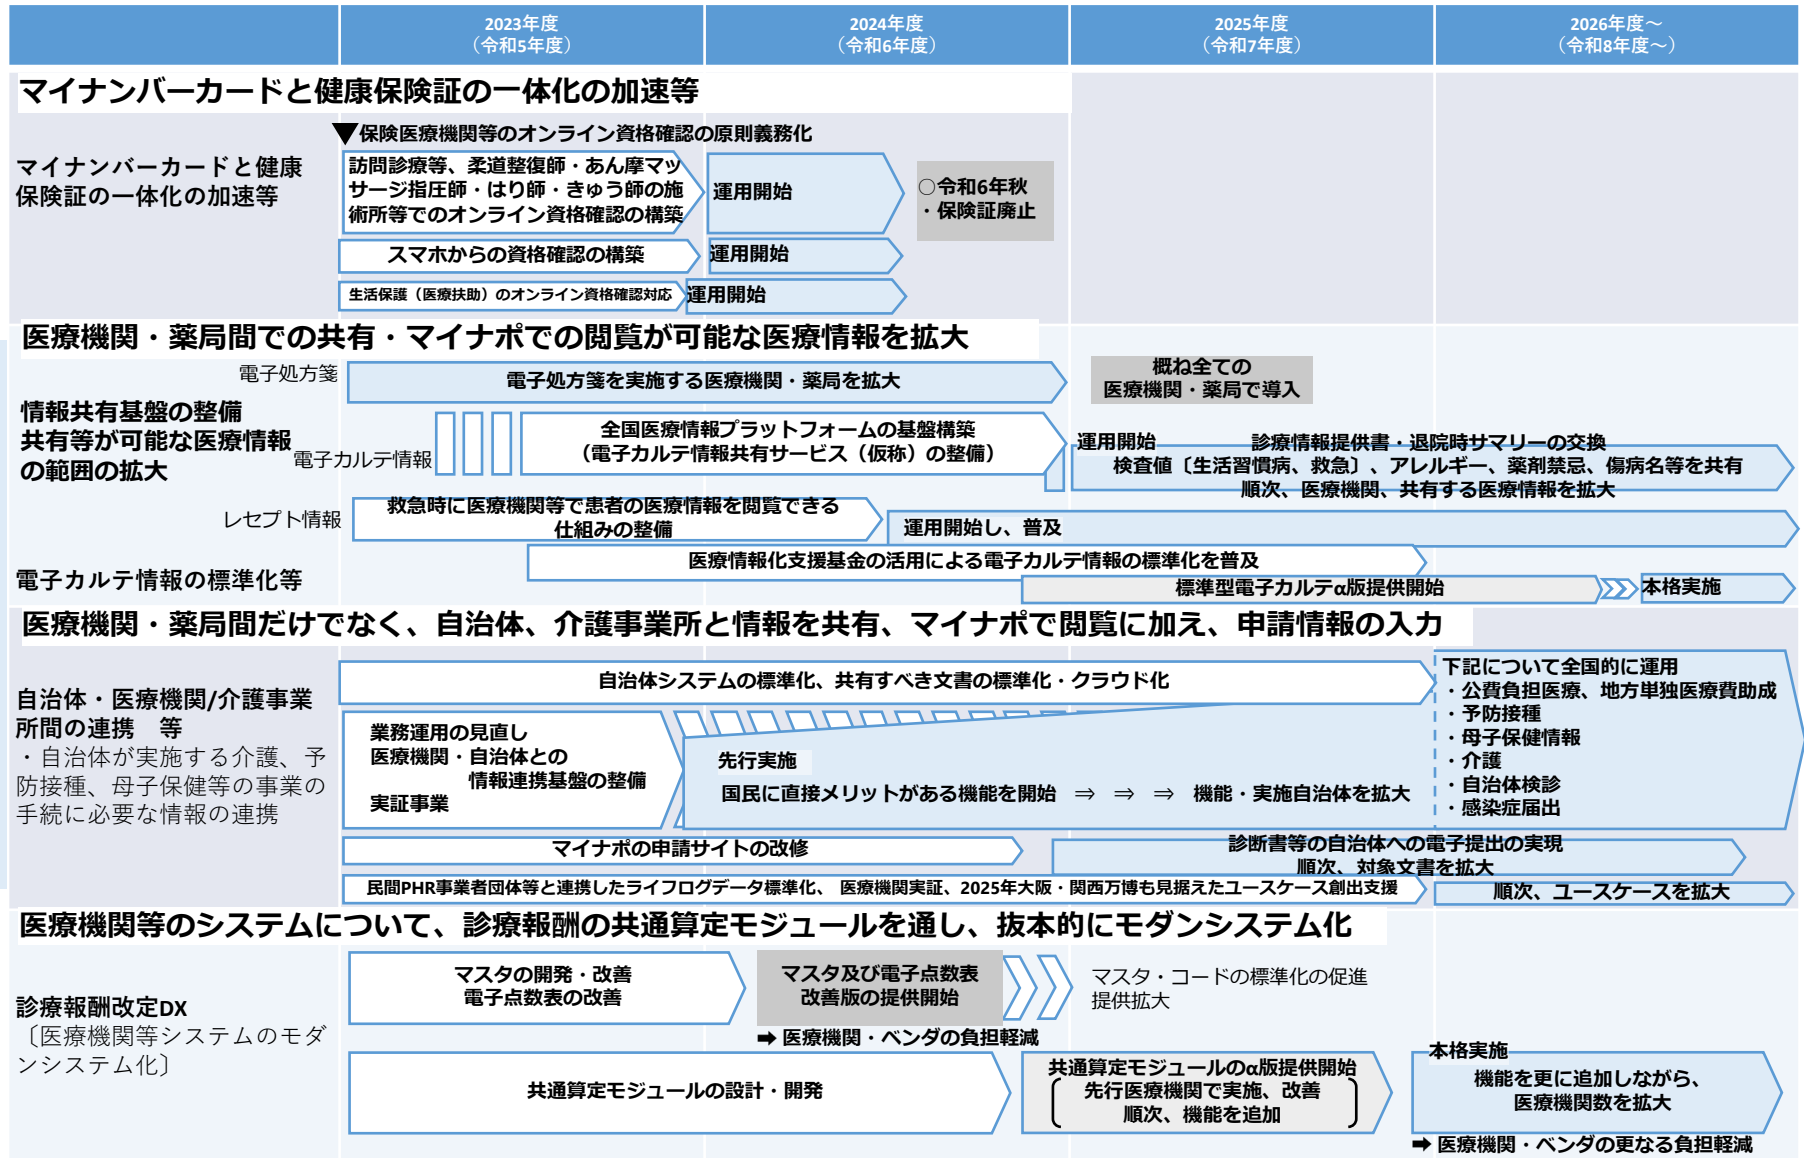 2023年度
（令和5年度）
2024年度
（令和6年度）
2025年度
（令和7年度）
2026年度～
（令和8年度～）
マイナンバーカードと健康保険証の一体化の加速等
▼保険医療機関等のオンライン資格確認の原則義務化
マイナンバーカードと健康
保険証の一体化の加速等
訪問診療等、柔道整復師・あん摩マッ
サージ指圧師・はり師・きゅう師の施
術所等でのオンライン資格確認の構築
運用開始
○令和6年秋
・保険証廃止
スマホからの資格確認の構築
運用開始
生活保護（医療扶助）のオンライン資格確認対応
運用開始
医療機関・薬局間での共有・マイナポでの閲覧が可能な医療情報を拡大
電子処方箋
電子処方箋を実施する医療機関・薬局を拡大
概ね全ての
医療機関・薬局で導入
情報共有基盤の整備
共有等が可能な医療情報
の範囲の拡大
電子カルテ情報
全国医療情報プラットフォームの基盤構築
（電子カルテ情報共有サービス（仮称）の整備）
運用開始
診療情報提供書・退院時サマリーの交換
検査値〔生活習慣病、救急〕、アレルギー、薬剤禁忌、傷病名等を共有
順次、医療機関、共有する医療情報を拡大
レセプト情報
救急時に医療機関等で患者の医療情報を閲覧できる
仕組みの整備
運用開始し、普及
電子カルテ情報の標準化等
医療情報化支援基金の活用による電子カルテ情報の標準化を普及
標準型電子カルテα版提供開始
本格実施
医療機関・薬局間だけでなく、自治体、介護事業所と情報を共有、マイナポで閲覧に加え、申請情報の入力
自治体・医療機関/介護事業
所間の連携　等
・自治体が実施する介護、予
防接種、母子保健等の事業の
手続に必要な情報の連携
自治体システムの標準化、共有すべき文書の標準化・クラウド化
業務運用の見直し
医療機関・自治体との
情報連携基盤の整備
実証事業
先行実施
国民に直接メリットがある機能を開始　⇒　⇒　⇒　機能・実施自治体を拡大
下記について全国的に運用
・公費負担医療、地方単独医療費助成
・予防接種
・母子保健情報
・介護
・自治体検診
・感染症届出
マイナポの申請サイトの改修
診断書等の自治体への電子提出の実現
順次、対象文書を拡大
民間PHR事業者団体等と連携したライフログデータ標準化、 医療機関実証、2025年大阪・関西万博も見据えたユースケース創出支援
順次、ユースケースを拡大
医療機関等のシステムについて、診療報酬の共通算定モジュールを通し、抜本的にモダンシステム化
診療報酬改定DX
〔医療機関等システムのモダ
ンシステム化〕
マスタの開発・改善
電子点数表の改善
マスタ及び電子点数表
改善版の提供開始
マスタ・コードの標準化の促進
提供拡大
➡ 医療機関・ベンダの負担軽減
共通算定モジュールの設計・開発
共通算定モジュールのα版提供開始
先行医療機関で実施、改善
順次、機能を追加
本格実施
機能を更に追加しながら、
医療機関数を拡大
➡ 医療機関・ベンダの更なる負担軽減